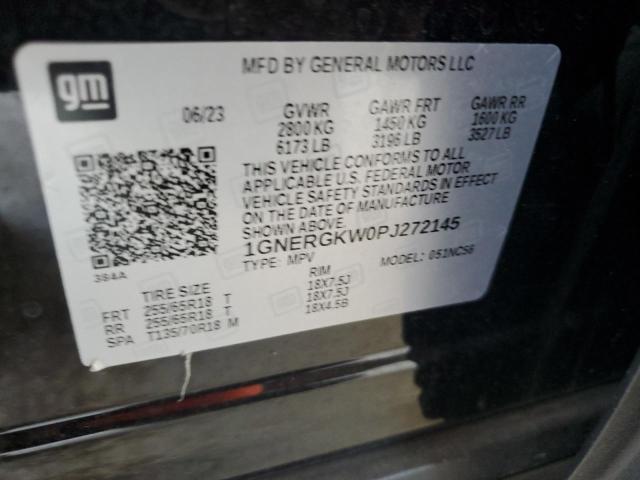 gm
MFD BY GENERAL MOTORS LLC
06/23 GVWR GAWR FRT GAWR RR
2800 KG 1450 KG 1600 KG
6173 LB 3196 LB 3527 LB
THIS VEHICLE CONFORMS TO ALL
APPLICABLE U.S. FEDERAL MOTOR
VEHICLE SAFETY STANDARDS IN EFFECT
ON THE DATE OF MANUFACTURE
SHOWN ABOVE.
1GNERGKW0PJ272145
TYPE: MPV MODEL: 051NC56
384A
TIRE SIZE RIM
FRT 255/65R18 T 18X7.5J
RR 255/65R18 T 18X7.5J
SPA T135/70R18 M 18X4.5B